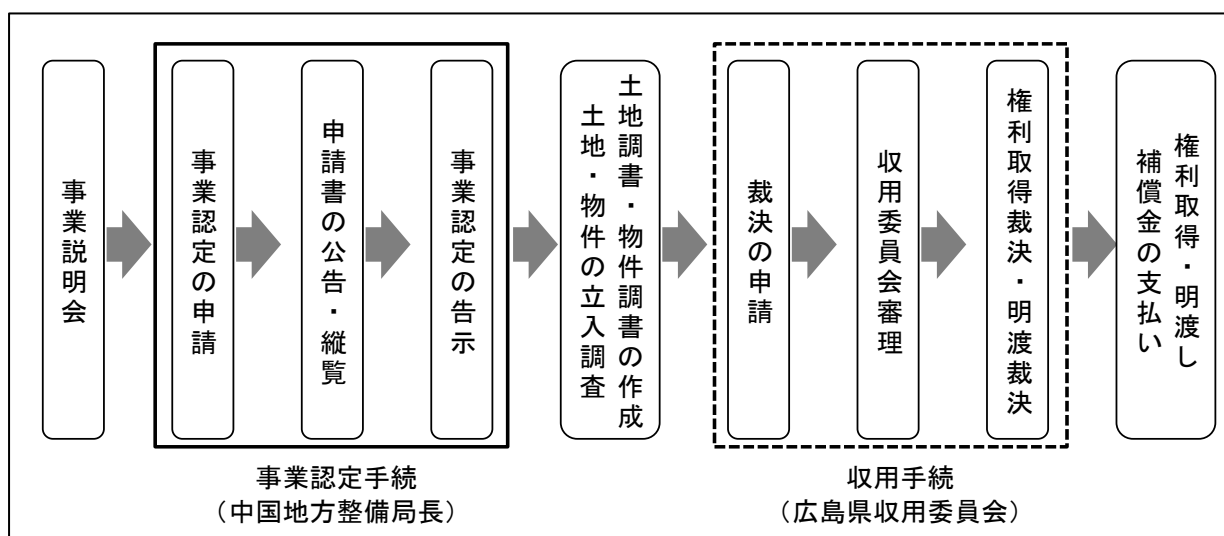 事業説明会
事業認定の申請
申請書の公告・縦覧
事業認定の告示
土地調書・物件調書の作成
土地・物件の立入調査
裁決の申請
収用委員会審理
権利取得裁決・明渡裁決
権利取得・明渡し
補償金の支払い
事業認定手続
（中国地方整備局長）
収用手続
（広島県収用委員会）